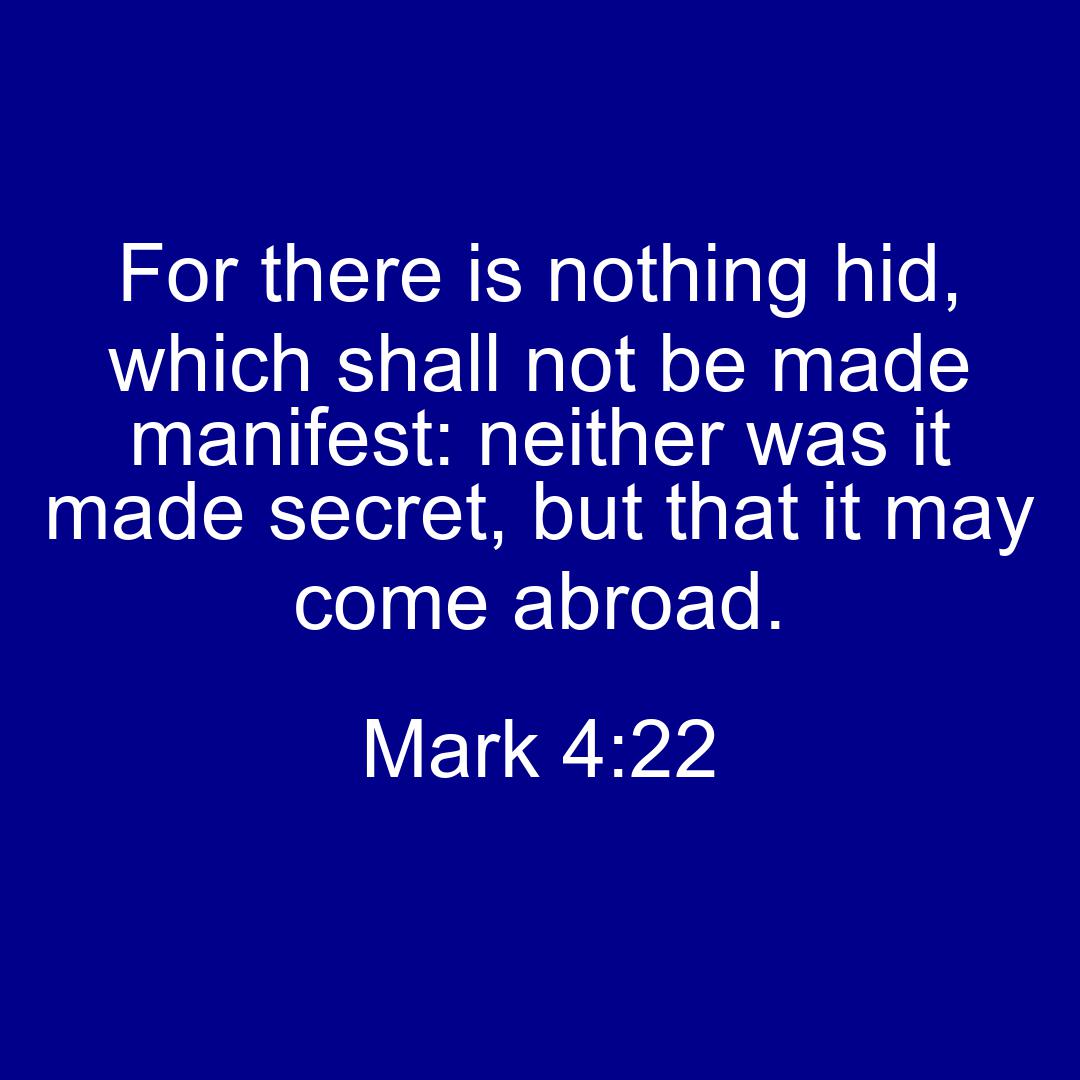 For there is nothing hid,
which shall not be made
manifest: neither was it
made secret, but that it may
come abroad.
Mark 4:22